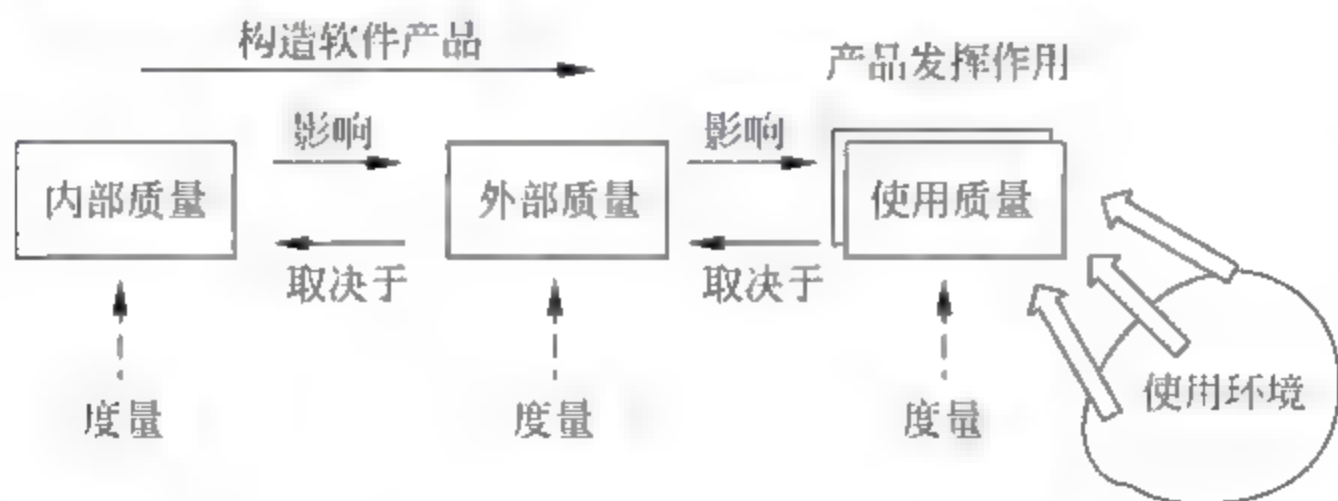 构造软件产品
产品发挥作用
影响
影响
内部质量
外部质量
使用质量
取决于
取决于
使用环境
度量
度量
度量